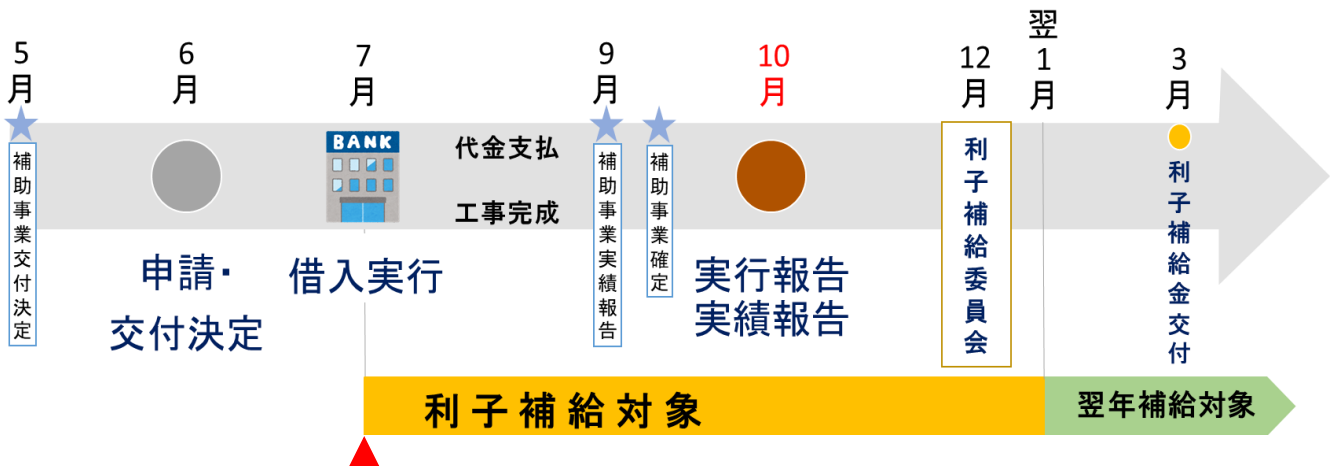 5月
6月
7月
9月
10月
12月
翌1月
3月
補助事業交付決定
申請・
交付決定
BANK
借入実行
代金支払
工事完成
補助事業実績報告
補助事業確定
実行報告
実績報告
利子補給委員会
利子補給金交付
利子補給対象
翌年補給対象